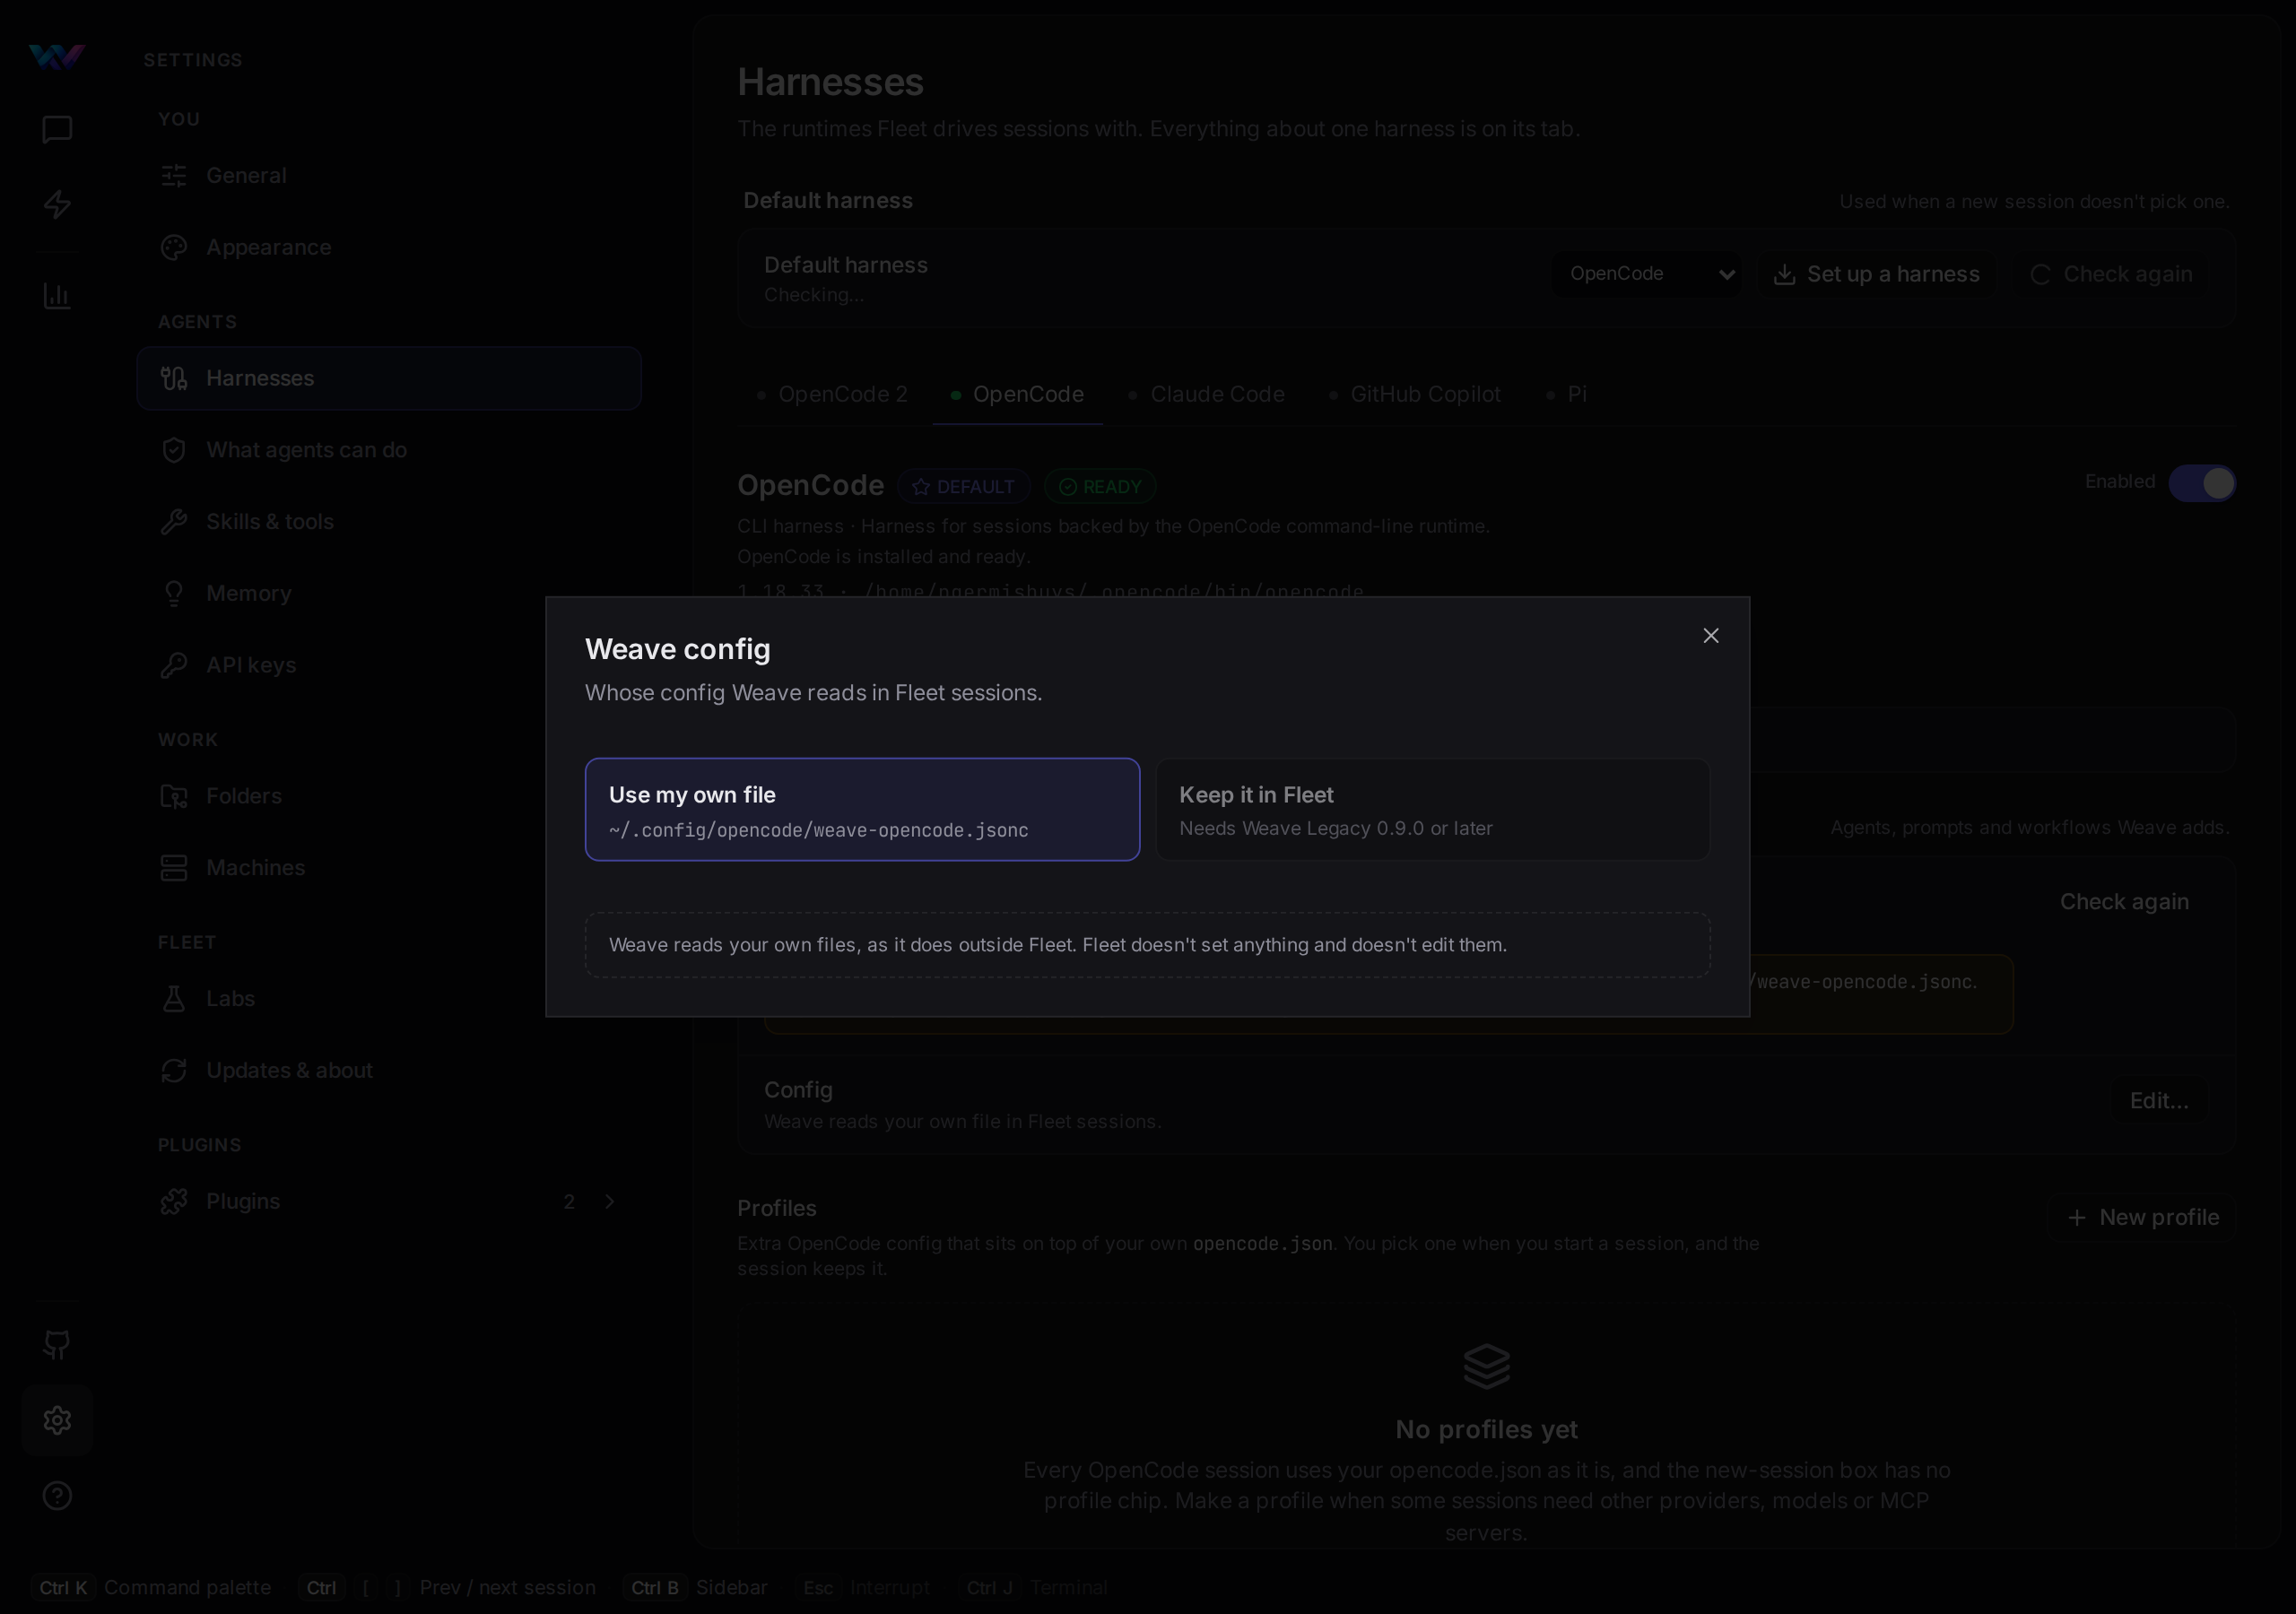 SETTINGS
YOU
General
Appearance
AGENTS
Harnesses
What agents can do
Skills & tools
Memory
API keys
WORK
Folders
Machines
FLEET
Labs
Updates & about
PLUGINS
Plugins 2
Harnesses
The runtimes Fleet drives sessions with. Everything about one harness is on its tab.
Default harness Used when a new session doesn't pick one.
Default harness
Checking...
OpenCode Set up a harness Check again
OpenCode 2 OpenCode Claude Code GitHub Copilot Pi
OpenCode DEFAULT READY Enabled
CLI harness · Harness for sessions backed by the OpenCode command-line runtime.
OpenCode is installed and ready.
Weave config
Whose config Weave reads in Fleet sessions.
Use my own file
~/.config/opencode/weave-opencode.jsonc
Keep it in Fleet
Needs Weave Legacy 0.9.0 or later
Weave reads your own files, as it does outside Fleet. Fleet doesn't set anything and doesn't edit them.
Agents, prompts and workflows Weave adds.
Check again
/weave-opencode.jsonc.
Config
Weave reads your own file in Fleet sessions.
Edit...
Profiles
Extra OpenCode config that sits on top of your own opencode.json. You pick one when you start a session, and the
session keeps it.
New profile
No profiles yet
Every OpenCode session uses your opencode.json as it is, and the new-session box has no
profile chip. Make a profile when some sessions need other providers, models or MCP
servers.
Ctrl K Command palette Ctrl [ ] Prev / next session Ctrl B Sidebar Esc Interrupt Ctrl J Terminal